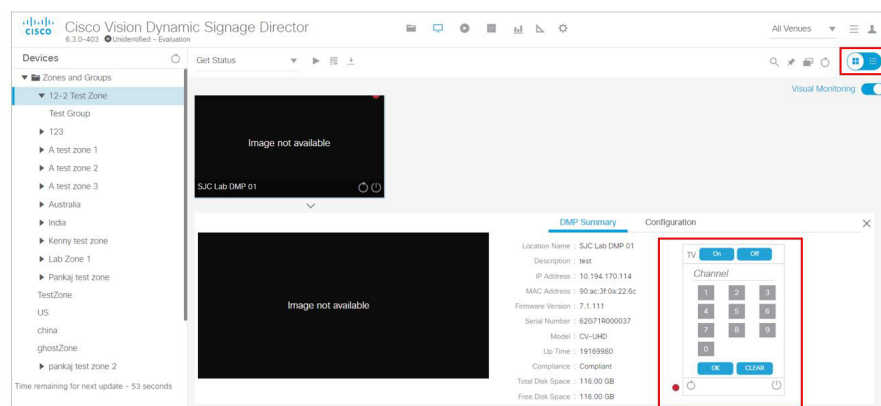 cisco
Cisco Vision Dynamic Signage Director
6.3.0-403 Unidentified - Evaluation
All Venues
Devices
Get Status
Zones and Groups
12-2 Test Zone
Test Group
123
A test zone 1
A test zone 2
A test zone 3
Australia
India
Kenny test zone
Lab Zone 1
Pankaj test zone
TestZone
US
china
ghostZone
pankaj test zone 2
Time remaining for next update - 53 seconds
Visual Monitoring
Image not available
SJC Lab DMP 01
DMP Summary Configuration
Image not available
Location Name : SJC Lab DMP 01
Description : test
IP Address : 10.194.170.114
MAC Address : 90:ac:3f:0a:22:6c
Firmware Version : 7.1.111
Serial Number : 62G71R000037
Model : CV-UHD
Up Time : 19169980
Compliance : Compliant
Total Disk Space : 116.00 GB
Free Disk Space : 116.00 GB
TV On Off
Channel
1 2 3
4 5 6
7 8 9
0
OK CLEAR